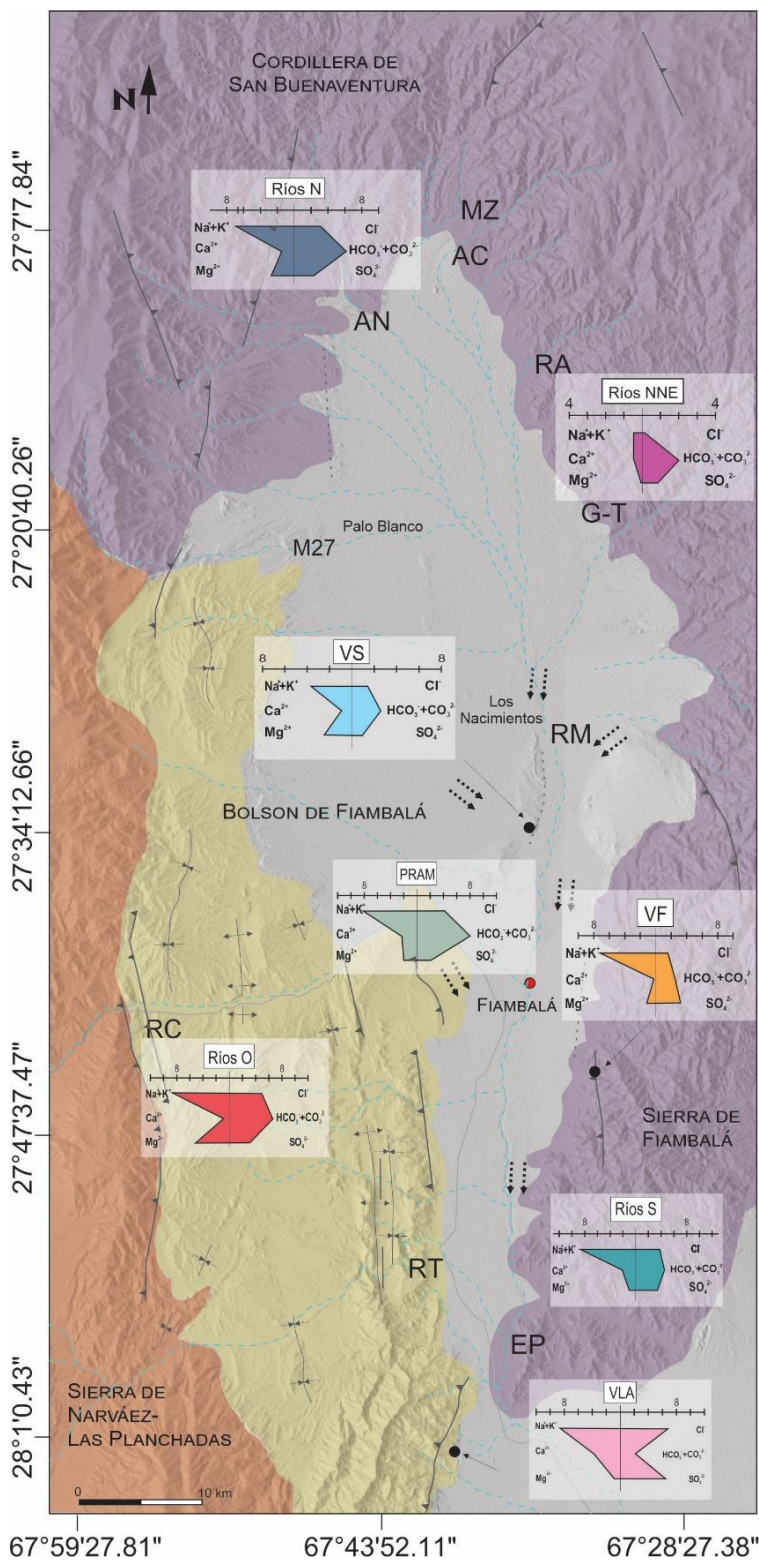 CORDILLERA DE
SAN BUENAVENTURA
N
27°7'7.84"
Ríos N
8 8
Na⁺+K⁺ Cl⁻
Ca²⁺ HCO₃⁻+CO₃²⁻
Mg²⁺ SO₄²⁻
MZ
AC
AN
RA
Ríos NNE
4 4
Na⁺+K⁺ Cl⁻
Ca²⁺ HCO₃⁻+CO₃²⁻
Mg²⁺ SO₄²⁻
27°20'40.26"
G-T
Palo Blanco
M27
VS
8 8
Na⁺+K⁺ Cl⁻
Ca²⁺ HCO₃⁻+CO₃²⁻
Mg²⁺ SO₄²⁻
Los
Nacimientos
RM
27°34'12.66"
BOLSON DE FIAMBALÁ
PRAM
8 8
Na⁺+K⁺ Cl⁻
Ca²⁺ HCO₃⁻+CO₃²⁻
Mg²⁺ SO₄²⁻
VF
8 8
Na⁺+K⁺ Cl⁻
Ca²⁺ HCO₃⁻+CO₃²⁻
Mg²⁺ SO₄²⁻
FIAMBALÁ
RC
Ríos O
8 8
Na⁺+K⁺ Cl⁻
Ca²⁺ HCO₃⁻+CO₃²⁻
Mg²⁺ SO₄²⁻
27°47'37.47"
SIERRA DE
FIAMBALÁ
Ríos S
8 8
Na⁺+K⁺ Cl⁻
Ca²⁺ HCO₃⁻+CO₃²⁻
Mg²⁺ SO₄²⁻
RT
EP
SIERRA DE
NARVÁEZ-
LAS PLANCHADAS
VLA
8 8
Na⁺+K⁺ Cl⁻
Ca²⁺ HCO₃⁻+CO₃²⁻
Mg²⁺ SO₄²⁻
28°1'0.43"
0 10 km
67°59'27.81" 67°43'52.11" 67°28'27.38"